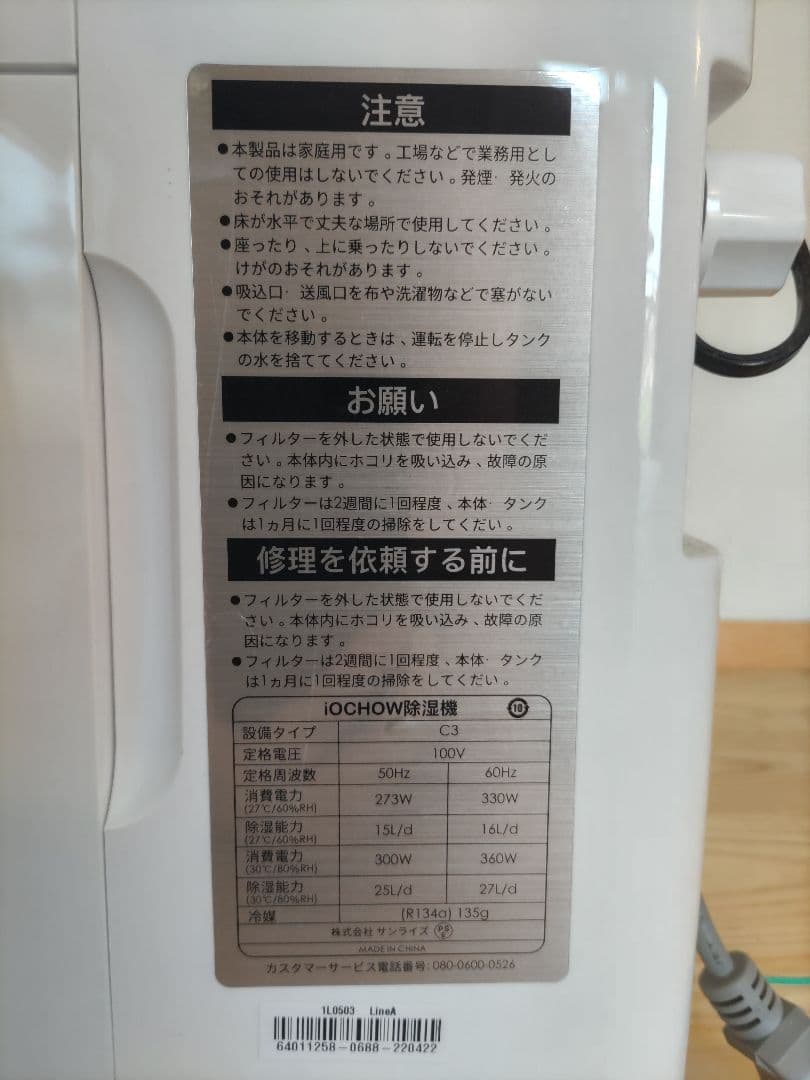 注意
●本製品は家庭用です。工場などで業務用とし
ての使用はしないでください。発煙·発火の
おそれがあります。
●床が水平で丈夫な場所で使用してください。
●座ったり、上に乗ったりしないでください。
けがのおそれがあります。
●吸込口·送風口を布や洗濯物などで塞がない
でください。
●本体を移動するときは、運転を停止しタンク
の水を捨ててください。
お願い
●フィルターを外した状態で使用しないでくだ
さい。本体内にホコリを吸い込み、故障の原
因になります。
●フィルターは2週間に1回程度、本体·タンク
は1ヵ月に1回程度の掃除をしてくだい。
修理を依頼する前に
●フィルターを外した状態で使用しないでくだ
さい。本体内にホコリを吸い込み、故障の原
因になります。
●フィルターは2週間に1回程度、本体·タンク
は1ヵ月に1回程度の掃除をしてくだい。
iOCHOW除湿機 10
設備タイプ C3
定格電圧 100V
定格周波数 50Hz 60Hz
消費電力 273W 330W
(27℃/60%RH)
除湿能力 15L/d 16L/d
(27℃/60%RH)
消費電力 300W 360W
(30℃/80%RH)
除湿能力 25L/d 27L/d
(30℃/80%RH)
冷媒 (R134a) 135g
株式会社 サンライズ PSE
MADE IN CHINA
カスタマーサービス電話番号:080-0600-0526
1L0503 LineA
64011258-0688-220422